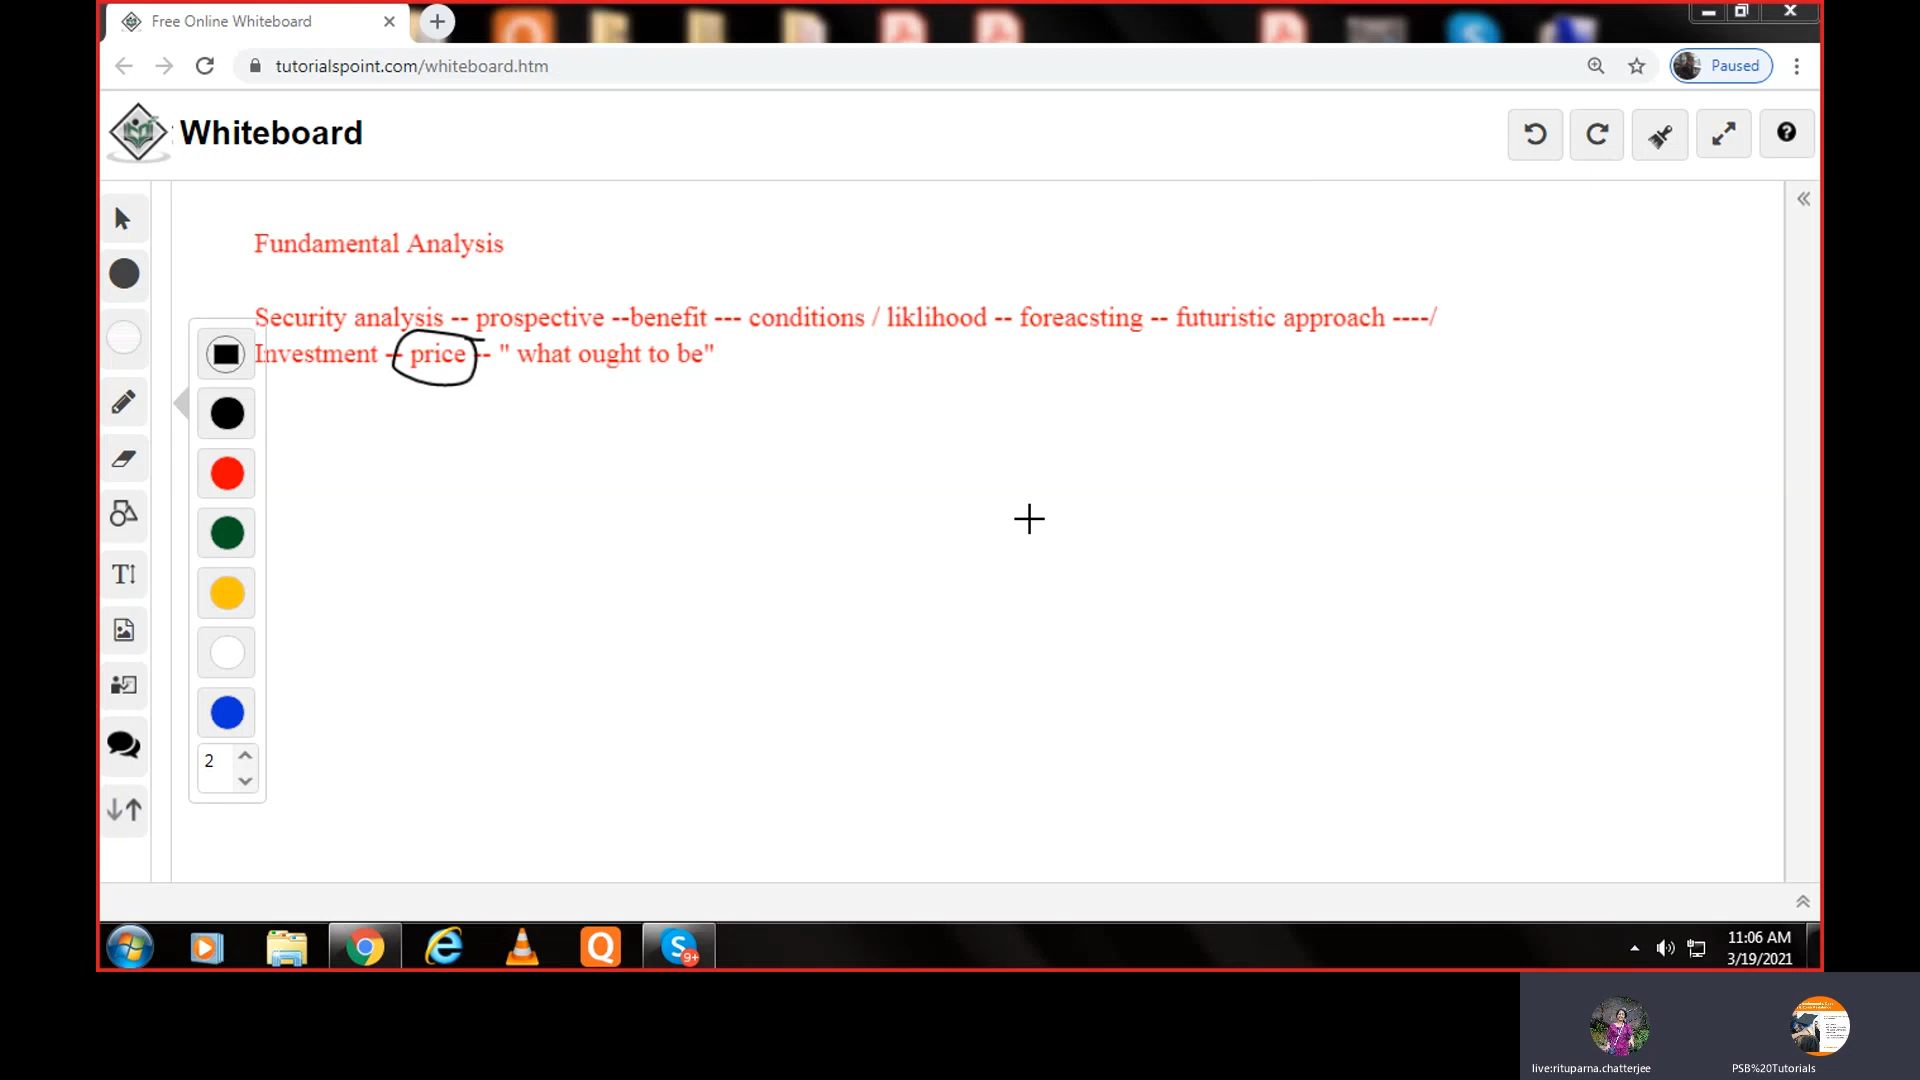 Free Online Whiteboard
tutorialspoint.com/whiteboard.htm
Paused
Whiteboard
Fundamental Analysis
Security analysis -- prospective --benefit --- conditions / liklihood -- foreacsting -- futuristic approach ----/
Investment -- price -- " what ought to be"
2
11:06 AM
3/19/2021
9+
live:rituparna.chatterjee
PSB%20Tutorials